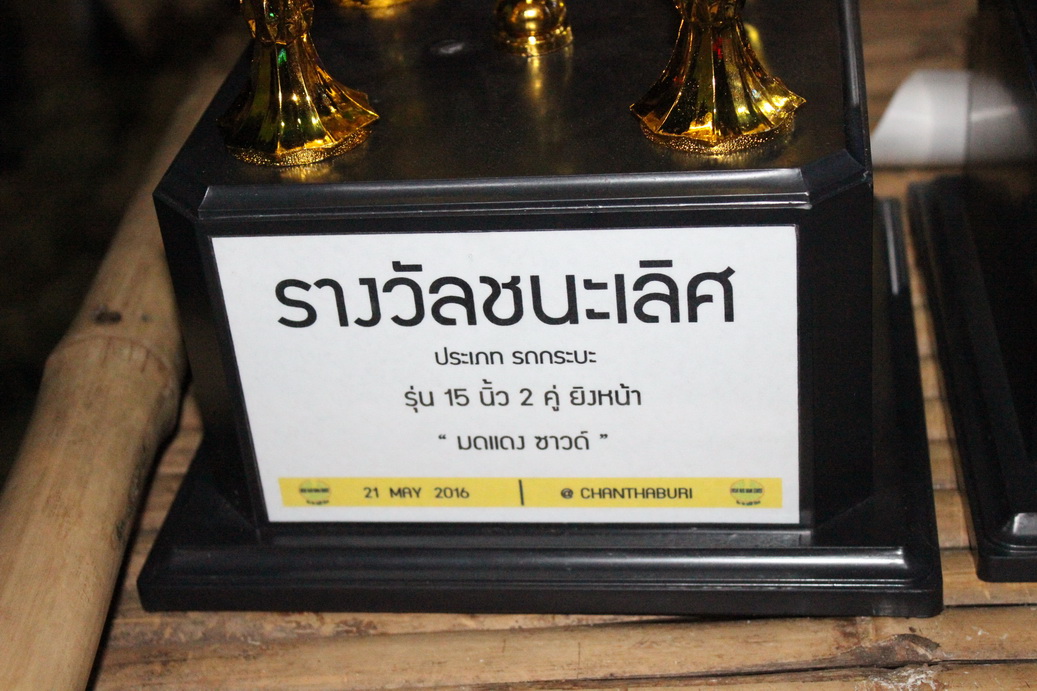 รางวัลชนะเลิศ
ประเภท รถกระบะ
รุ่น 15 นิ้ว 2 คู่ ยิงหน้า
“ มดแดง ซาวด์ ”
21 MAY 2016 | @ CHANTHABURI